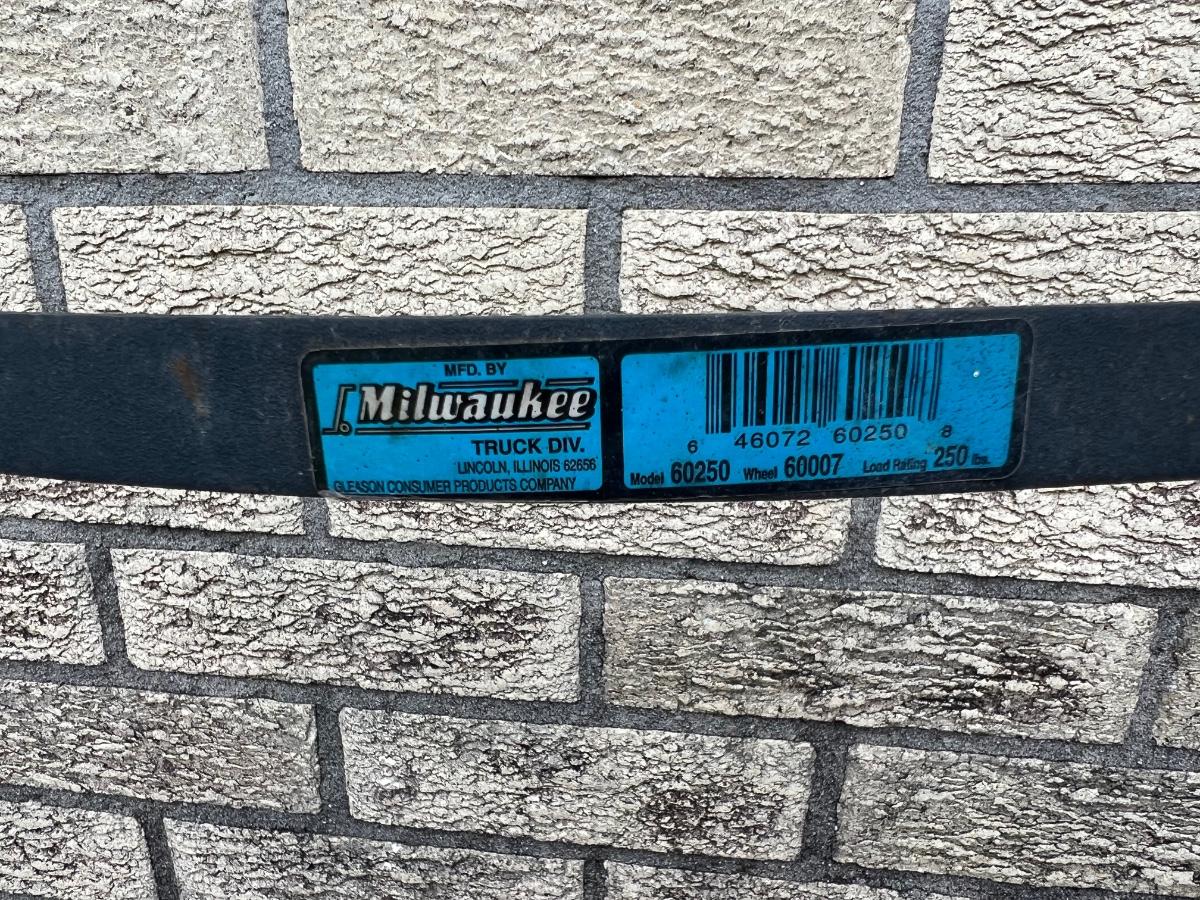 MFD. BY
Milwaukee
TRUCK DIV.
LINCOLN, ILLINOIS 62656
GLEASON CONSUMER PRODUCTS COMPANY
6 46072 60250 8
Model 60250 Wheel 60007 Load Rating 250 lbs.